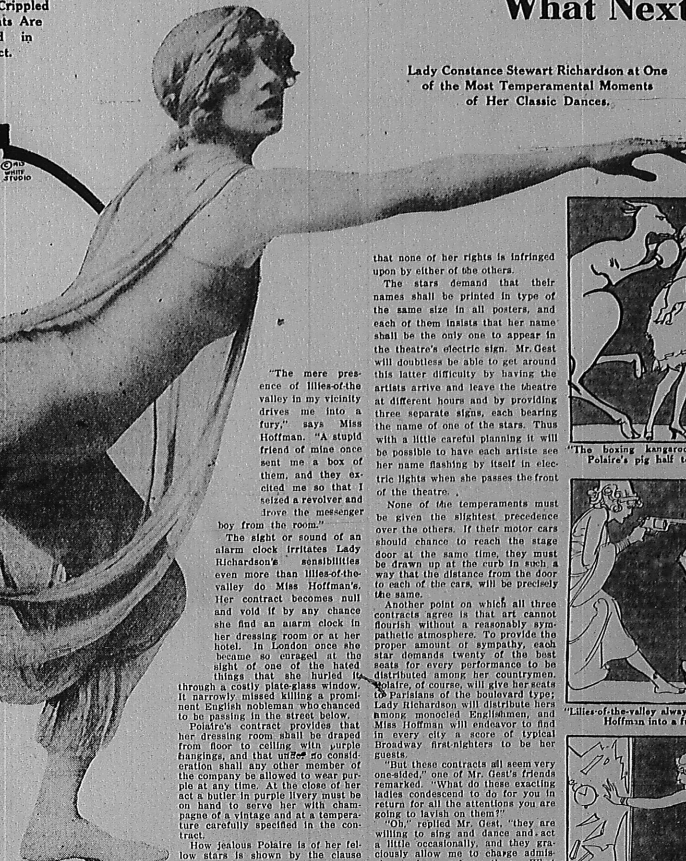 Crippled
ts Are
d in
ct.
What Next
Lady Constance Stewart Richardson at One
of the Most Temperamental Moments
of Her Classic Dances.
© 1913
WHITE
STUDIO
"The mere pres-
ence of lilies-of-the
valley in my vicinity
drives me into a
fury," says Miss
Hoffman. "A stupid
friend of mine once
sent me a box of
them, and they ex-
cited me so that I
seized a revolver and
drove the messenger
boy from the room."
The sight or sound of an
alarm clock irritates Lady
Richardson's sensibilities
even more than lilies-of-the-
valley do Miss Hoffman's.
Her contract becomes null
and void if by any chance
she find an alarm clock in
her dressing room or at her
hotel. In London once she
became so enraged at the
sight of one of the hated
things that she hurled it
through a costly plate-glass window.
It narrowly missed killing a promi-
nent English nobleman who chanced
to be passing in the street below.
Polaire's contract provides that
her dressing room shall be draped
from floor to ceiling with purple
hangings, and that under no consid-
eration shall any other member of
the company be allowed to wear pur-
ple at any time. At the close of her
act a butler in purple livery must be
on hand to serve her with cham-
pagne of a vintage and at a tempera-
ture carefully specified in the con-
tract.
How jealous Polaire is of her fel-
low stars is shown by the clause
that none of her rights is infringed
upon by either of the others.
The stars demand that their
names shall be printed in type of
the same size in all posters, and
each of them insists that her name
shall be the only one to appear in
the theatre's electric sign. Mr. Gest
will doubtless be able to get around
this latter difficulty by having the
artists arrive and leave the theatre
at different hours and by providing
three separate signs, each bearing
the name of one of the stars. Thus
with a little careful planning it will
be possible to have each artiste see
her name flashing by itself in elec-
tric lights when she passes the front
of the theatre.
None of the temperaments must
be given the slightest precedence
over the others. If their motor cars
should chance to reach the stage
door at the same time, they must
be drawn up at the curb in such a
way that the distance from the door
to each of the cars, will be precisely
the same.
Another point on which all three
contracts agree is that art cannot
flourish without a reasonably sym-
pathetic atmosphere. To provide the
proper amount of sympathy, each
star demands twenty of the best
seats for every performance to be
distributed among her countrymen.
Polaire, of course, will give her seats
to Parisians of the boulevard type;
Lady Richardson will distribute hers
among monocled Englishmen, and
Miss Hoffman will endeavor to find
in every city a score of typical
Broadway first-nighters to be her
guests.
"But these contracts all seem very
one-sided," one of Mr. Gest's friends
remarked. "What do these exacting
ladies condescend to do for you in
return for all the attentions you are
going to lavish on them?"
"Oh," replied Mr. Gest, "they are
willing to sing and dance and act
a little occasionally, and they gra-
ciously allow me to charge admis-
"The boxing kangaroo
Polaire's pig half t
"Lilies-of-the-valley alway
Hoffman into a f